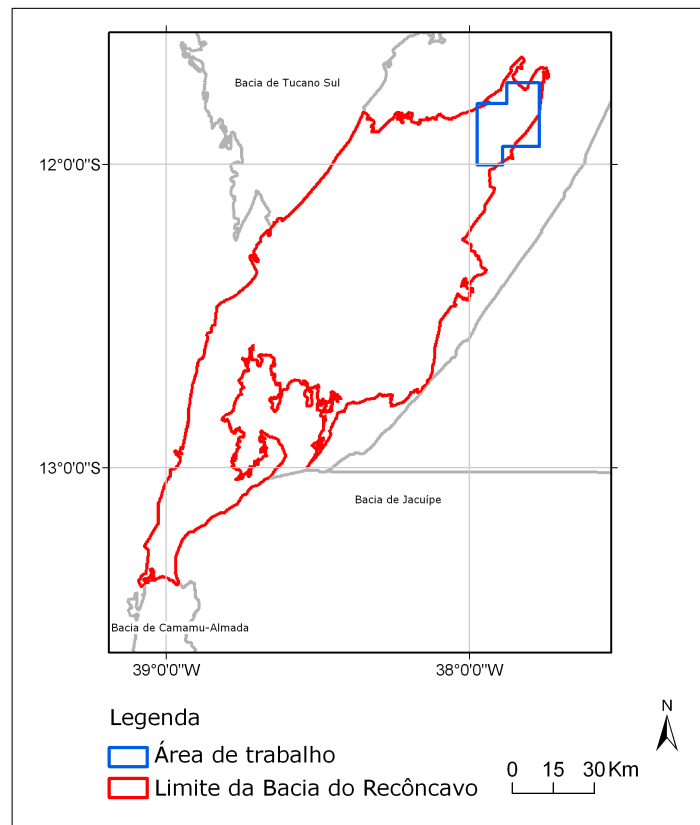 Bacia de Tucano Sul
12°0'0"S
13°0'0"S
Bacia de Jacuípe
Bacia de Camamu-Almada
39°0'0"W
38°0'0"W
Legenda
Área de trabalho
Limite da Bacia do Recôncavo
N
0 15 30 Km